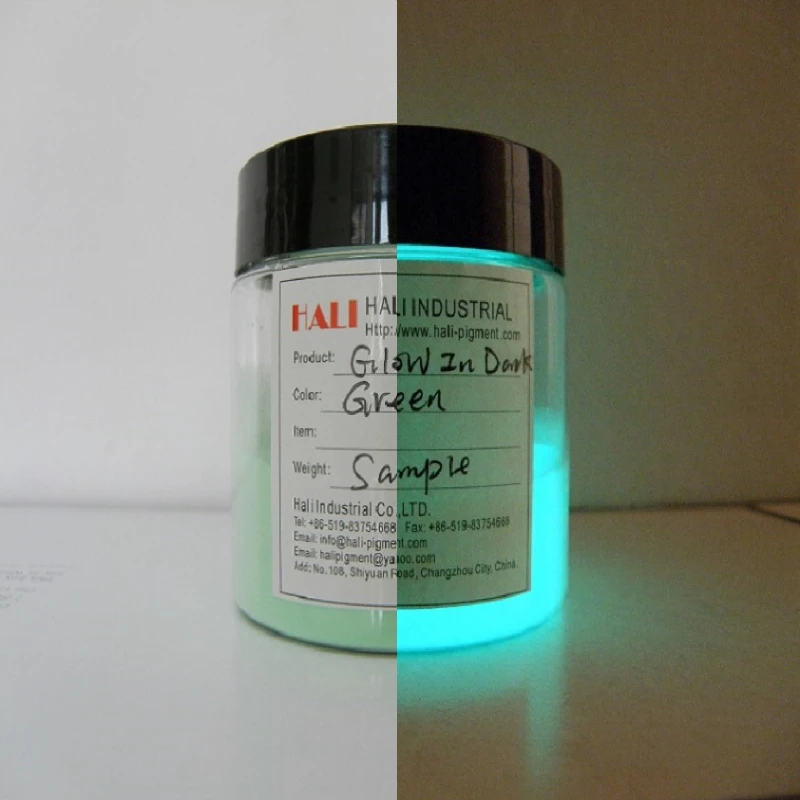 HALI HALI INDUSTRIAL
Http://www.hali-pigment.com
Product: Glow In Dark
Color: Green
Item:
Weight: Sample
Hali Industrial Co.,LTD.
Tel: +86-519-83754668 Fax: +86-519-83754669
Email: info@hali-pigment.com
Email: halipigment@yahoo.com
Add: No.108, Shiyuan Road, Changzhou City, China.